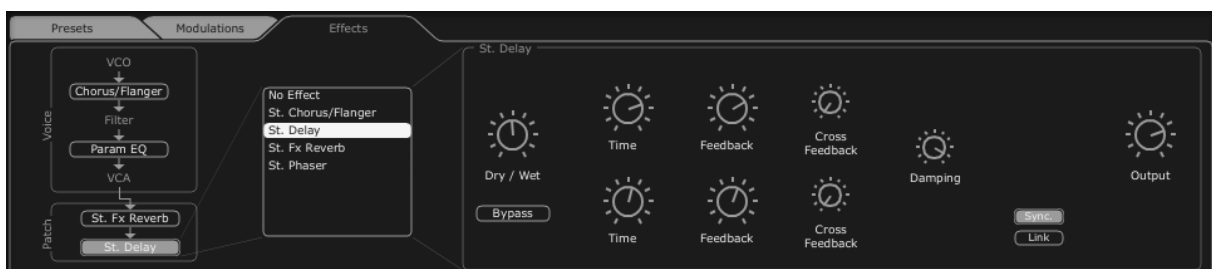 Presets
Modulations
Effects
VCO
Chorus/Flanger
Filter
Param EQ
VCA
Voice
St. Fx Reverb
St. Delay
Patch
No Effect
St. Chorus/Flanger
St. Delay
St. Fx Reverb
St. Phaser
St. Delay
Dry / Wet
Bypass
Time
Feedback
Cross
Feedback
Time
Feedback
Cross
Feedback
Damping
Sync.
Link
Output